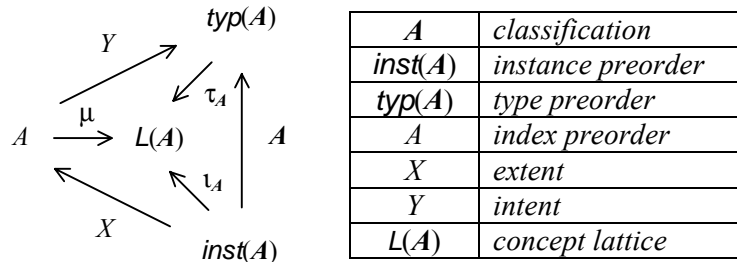 typ(A)
Y
τA
μ
A
L(A)
A
ιA
X
inst(A)
A classification
inst(A) instance preorder
typ(A) type preorder
A index preorder
X extent
Y intent
L(A) concept lattice